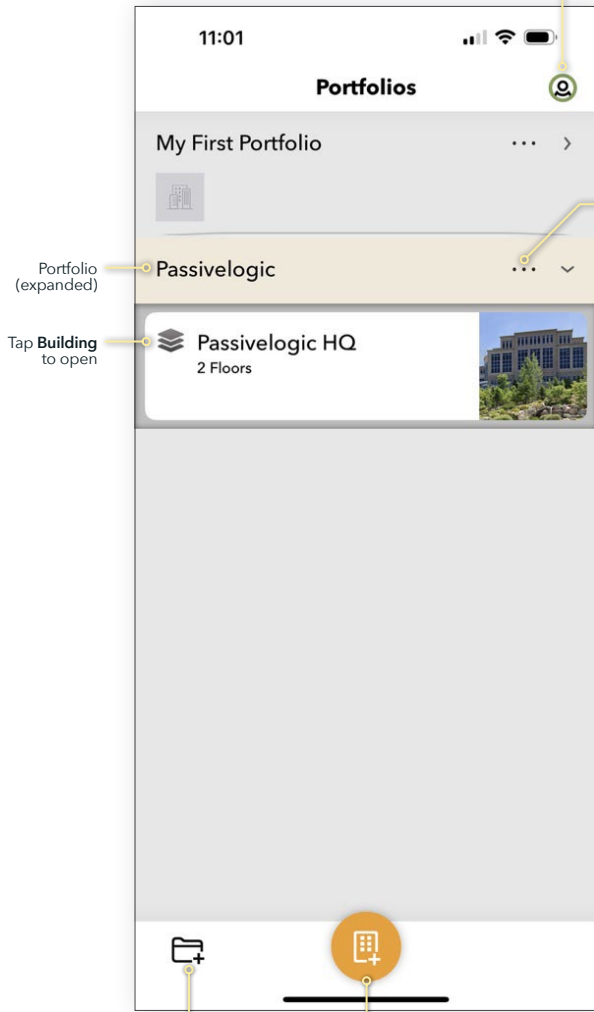 11:01
Portfolios
My First Portfolio
Portfolio
(expanded)
Passivelogic
Tap Building
to open
Passivelogic HQ
2 Floors